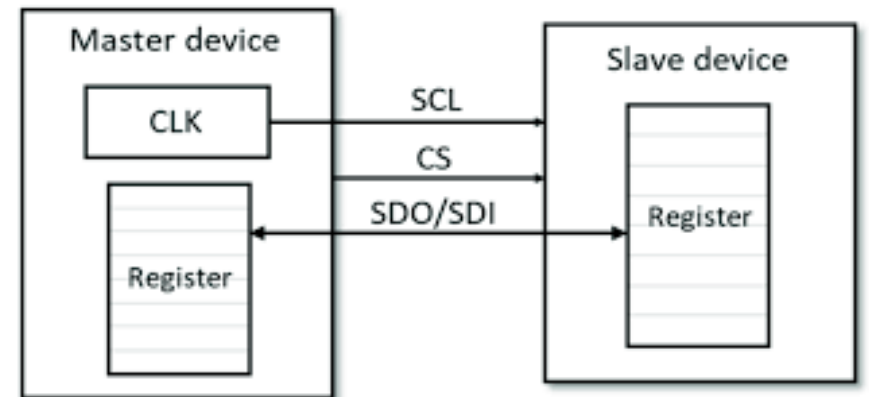 Master device
CLK
Register
SCL
CS
SDO/SDI
Slave device
Register